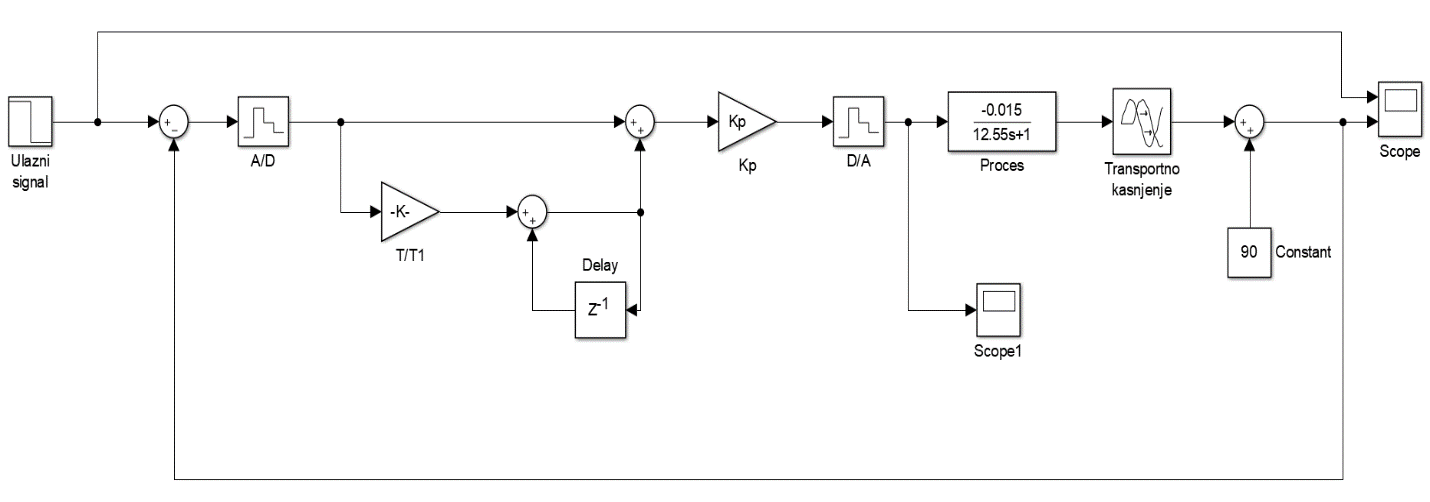 Ulazni
signal
+
−
A/D
-K-
T/T1
+
+
Delay
z-1
+
+
Kp
Kp
D/A
-0.015
12.55s+1
Proces
Transportno
kasnjenje
+
+
90
Constant
Scope
Scope1